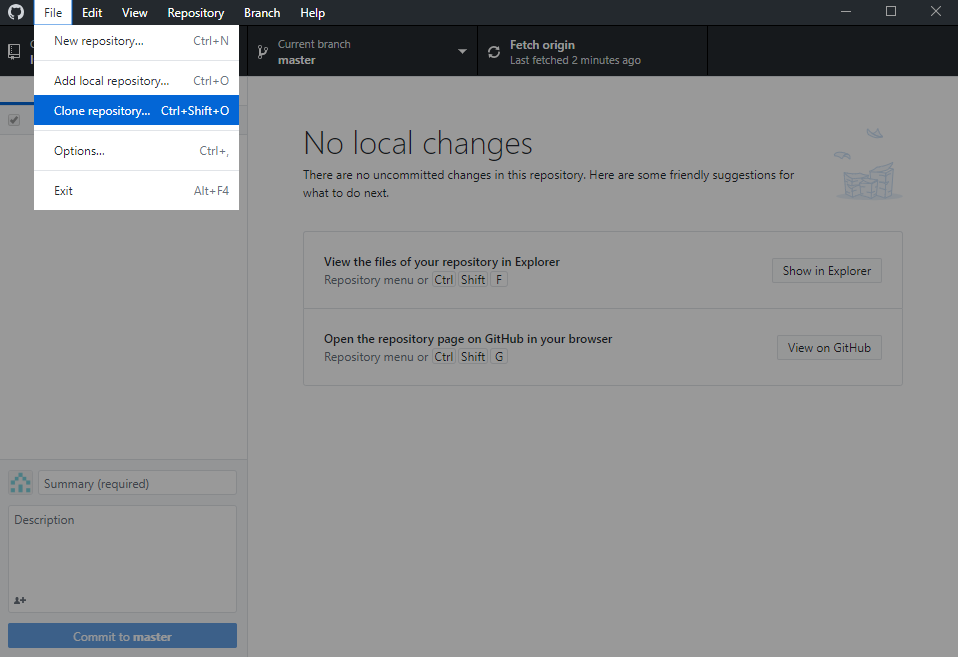 File Edit View Repository Branch Help
New repository... Ctrl+N
Add local repository... Ctrl+O
Clone repository... Ctrl+Shift+O
Options... Ctrl+,
Exit Alt+F4
Current branch
master
Fetch origin
Last fetched 2 minutes ago
No local changes
There are no uncommitted changes in this repository. Here are some friendly suggestions for
what to do next.
View the files of your repository in Explorer
Repository menu or Ctrl Shift F
Show in Explorer
Open the repository page on GitHub in your browser
Repository menu or Ctrl Shift G
View on GitHub
Summary (required)
Description
Commit to master